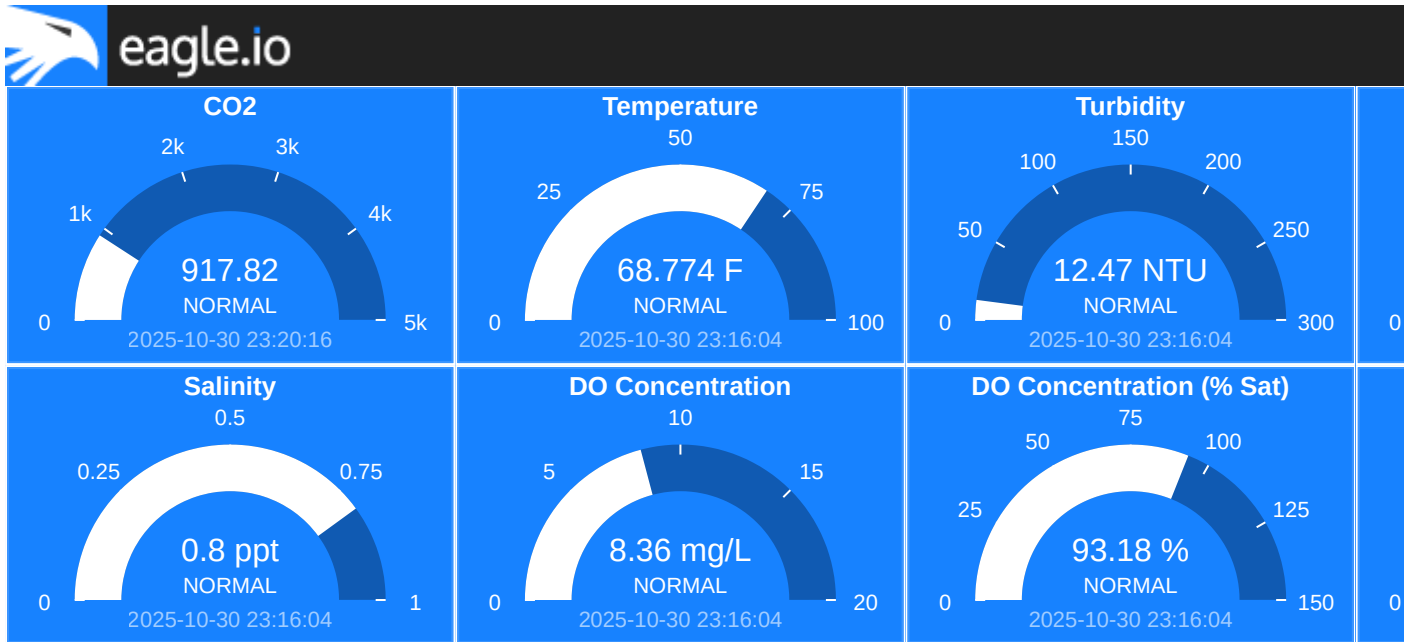 eagle.io
CO2
0
1k
2k
3k
4k
5k
917.82
NORMAL
2025-10-30 23:20:16
Temperature
0
25
50
75
100
68.774 F
NORMAL
2025-10-30 23:16:04
Turbidity
0
50
100
150
200
250
300
12.47 NTU
NORMAL
2025-10-30 23:16:04
0
Salinity
0
0.25
0.5
0.75
1
0.8 ppt
NORMAL
2025-10-30 23:16:04
DO Concentration
0
5
10
15
20
8.36 mg/L
NORMAL
2025-10-30 23:16:04
DO Concentration (% Sat)
0
25
50
75
100
125
150
93.18 %
NORMAL
2025-10-30 23:16:04
0